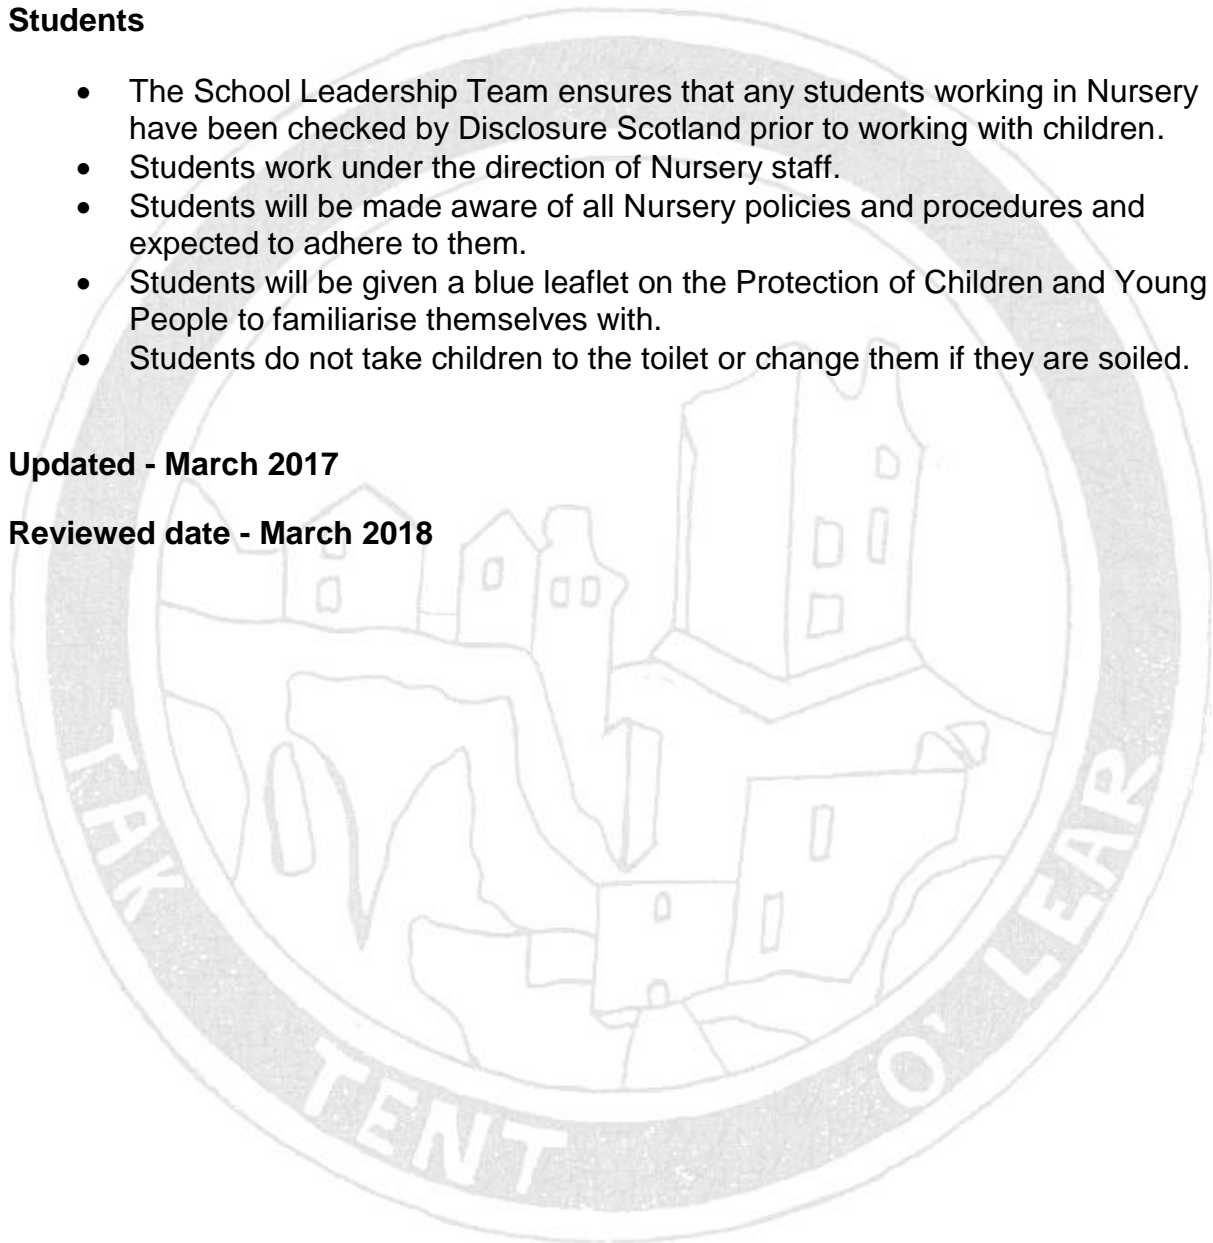 Students
• The School Leadership Team ensures that any students working in Nursery
have been checked by Disclosure Scotland prior to working with children.
• Students work under the direction of Nursery staff.
• Students will be made aware of all Nursery policies and procedures and
expected to adhere to them.
• Students will be given a blue leaflet on the Protection of Children and Young
People to familiarise themselves with.
• Students do not take children to the toilet or change them if they are soiled.
Updated - March 2017
Reviewed date - March 2018
TAK TENT O' LEAR